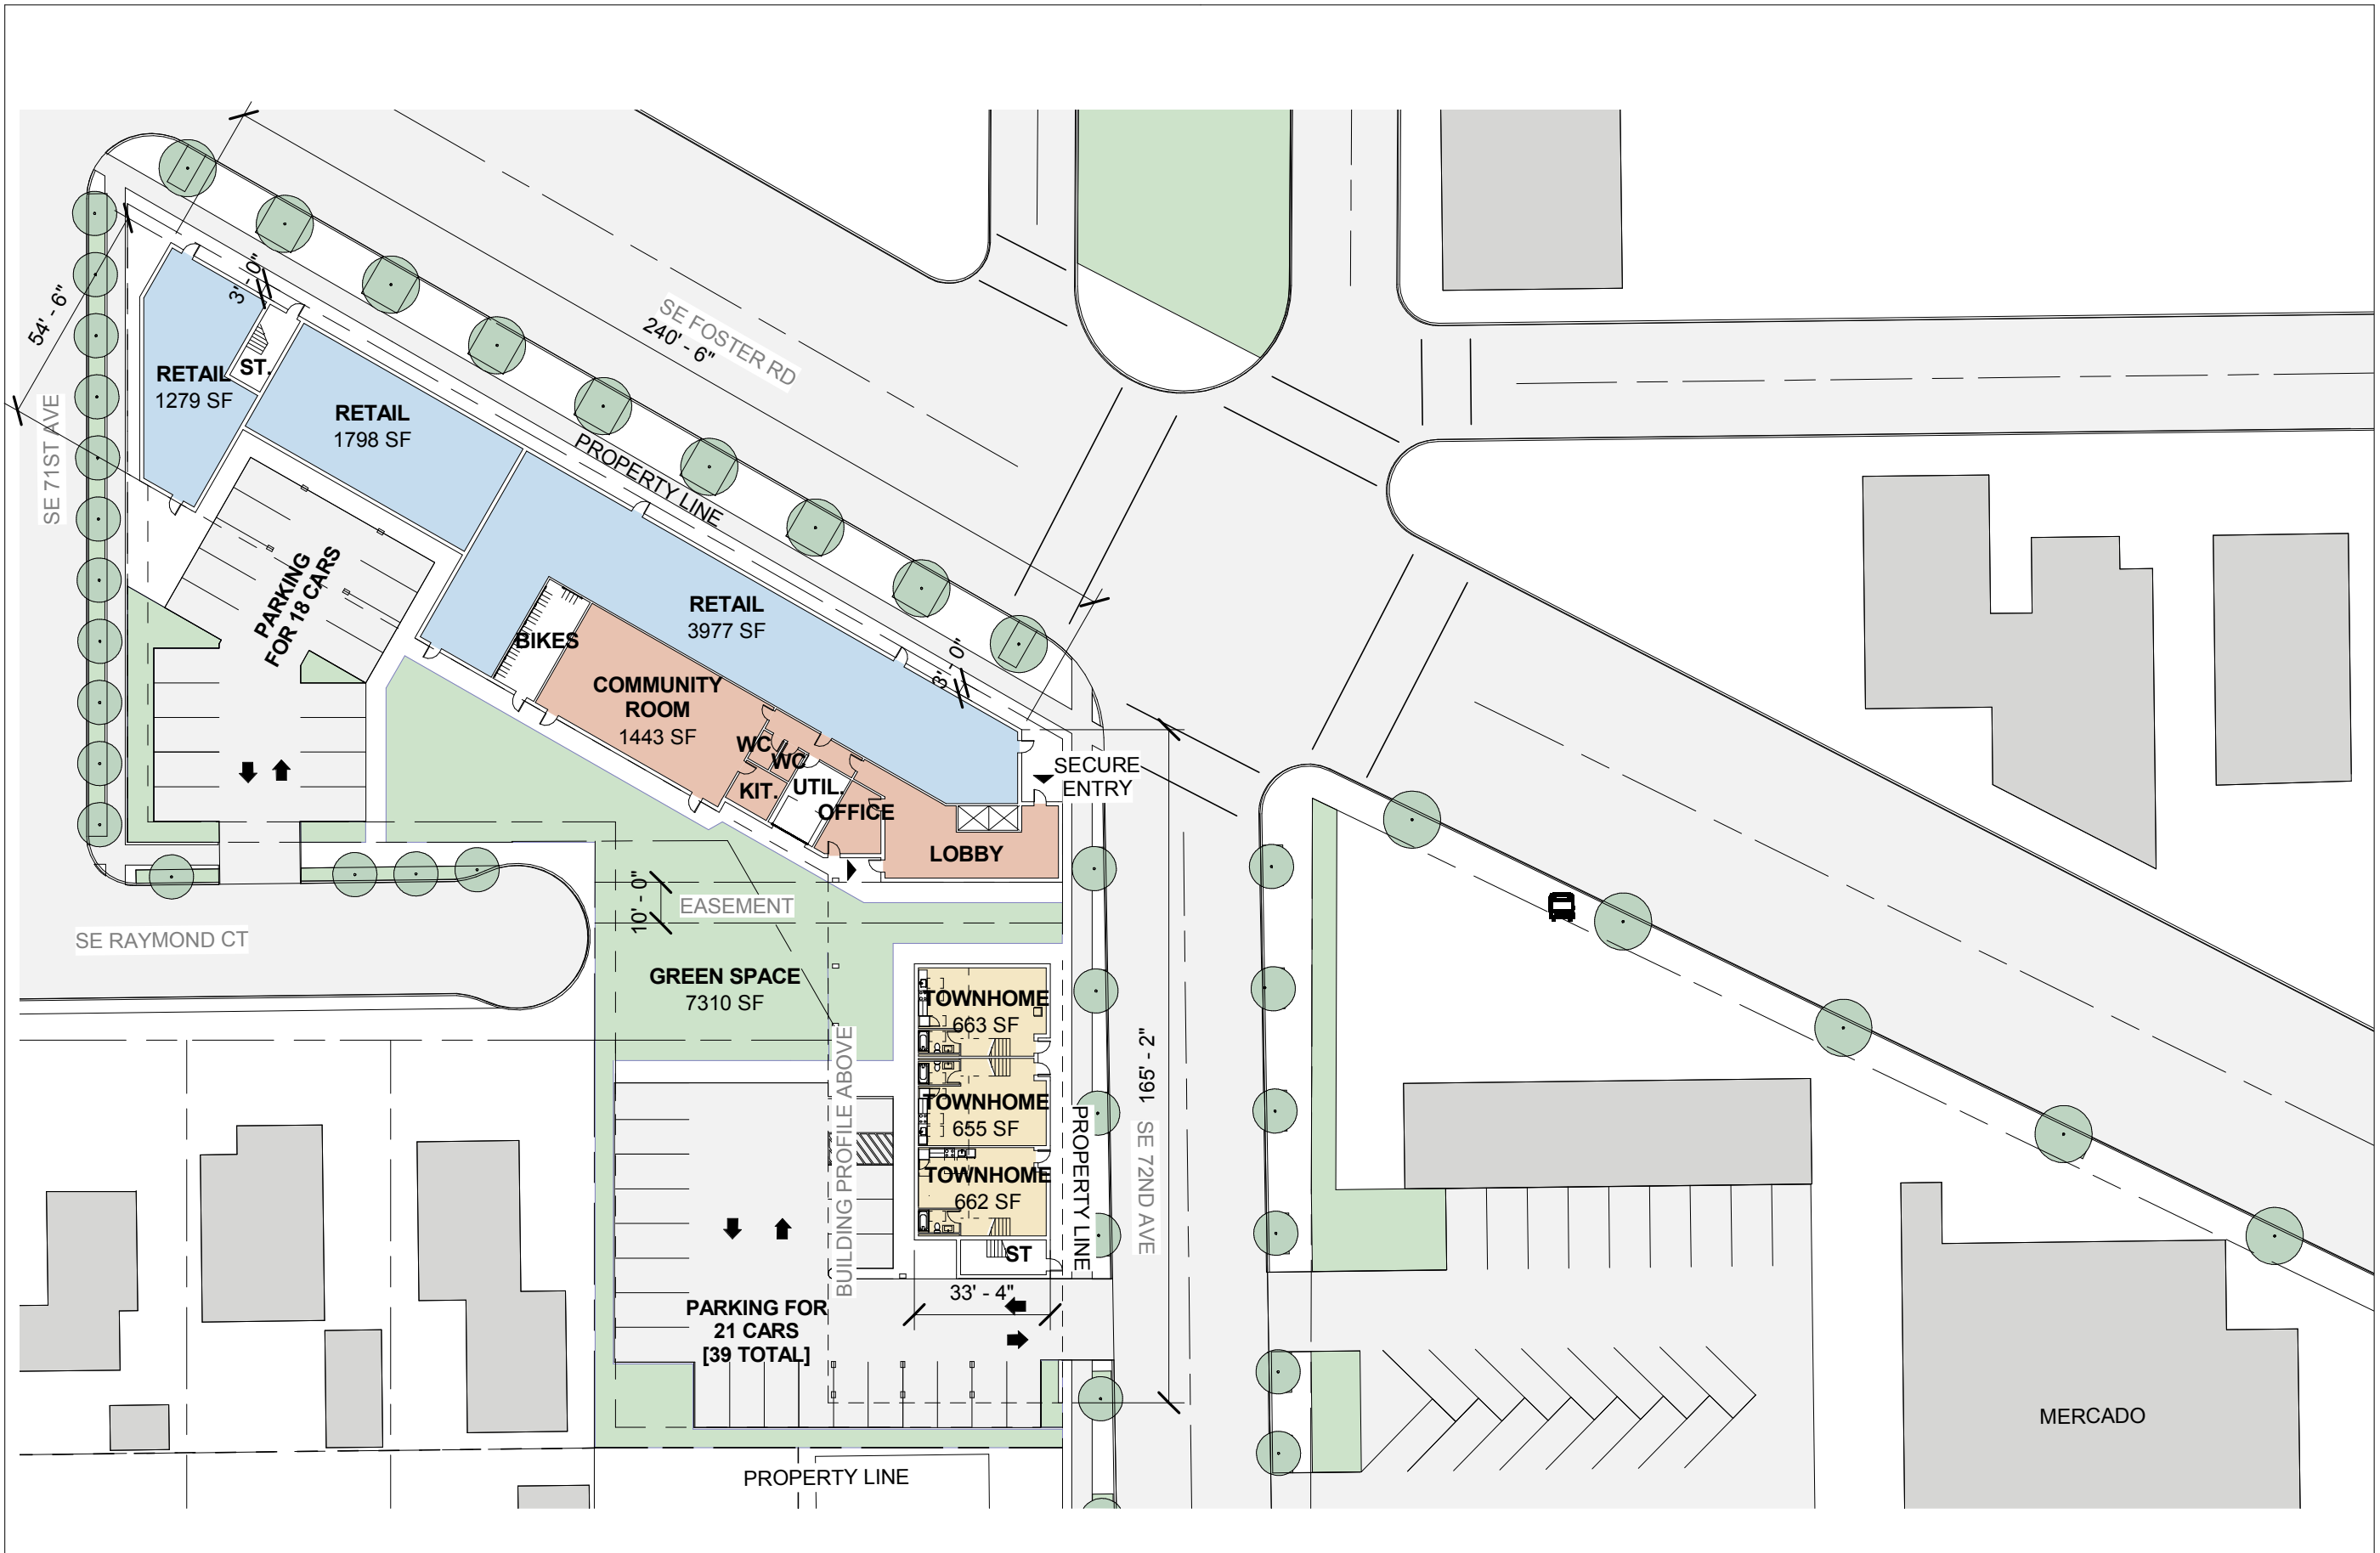 SE FOSTER RD
240' - 6"
54' - 6"
3' - 0"
SE 71ST AVE
RETAIL
1279 SF
ST.
RETAIL
1798 SF
PROPERTY LINE
PARKING
FOR 18 CARS
RETAIL
3977 SF
3' - 0"
BIKES
COMMUNITY
ROOM
1443 SF
WC
WC
KIT.
UTIL.
OFFICE
LOBBY
SECURE
ENTRY
10' - 0"
EASEMENT
SE RAYMOND CT
GREEN SPACE
7310 SF
TOWNHOME
663 SF
TOWNHOME
655 SF
TOWNHOME
662 SF
ST
BUILDING PROFILE ABOVE
PROPERTY LINE
165' - 2"
SE 72ND AVE
33' - 4"
PARKING FOR
21 CARS
[39 TOTAL]
MERCADO
PROPERTY LINE